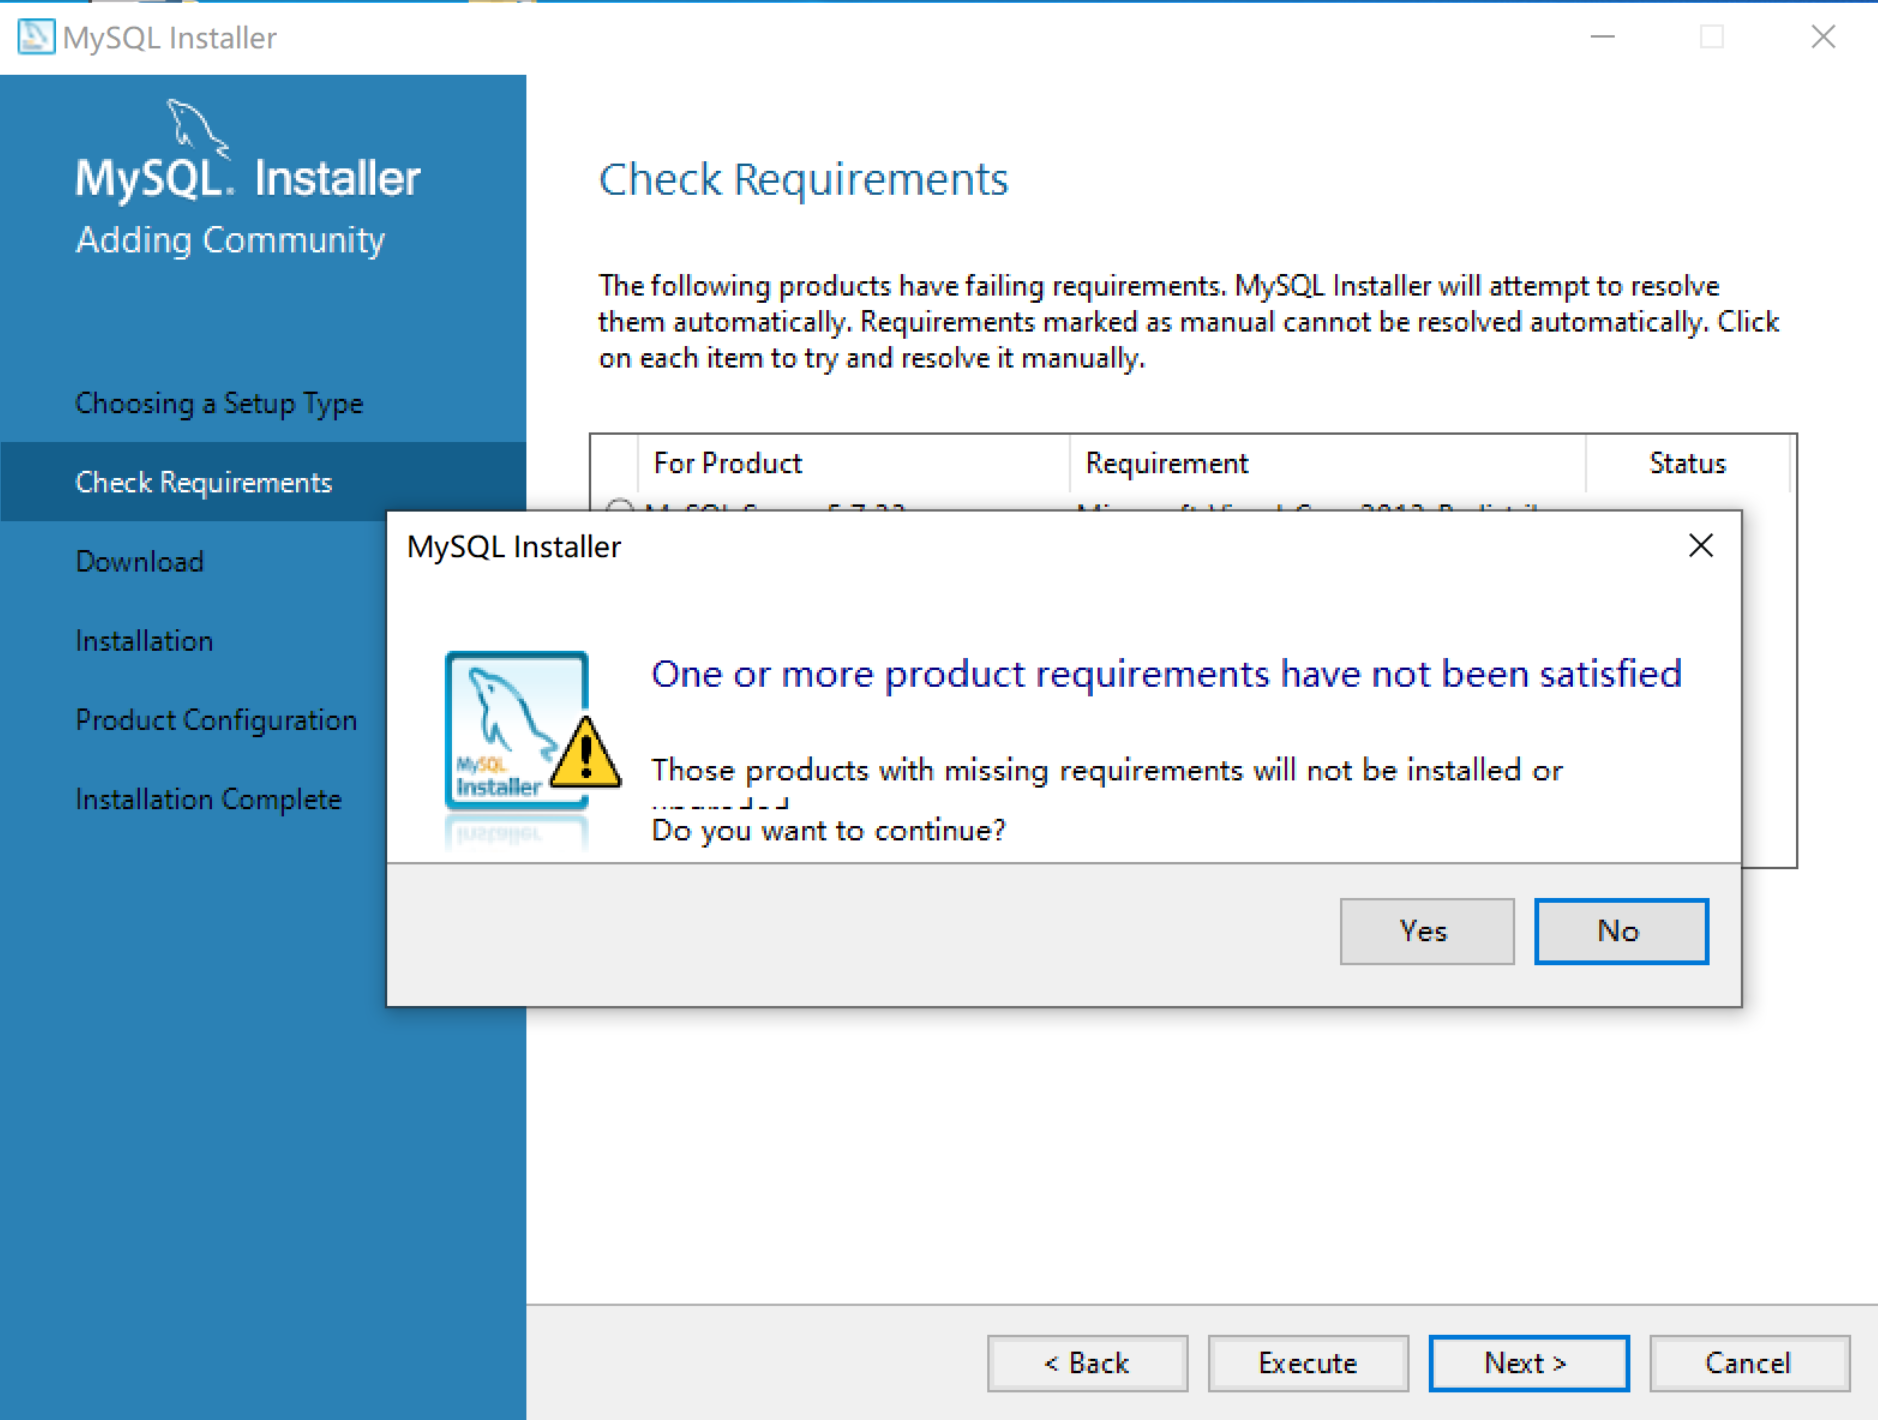 MySQL Installer
MySQL. Installer
Adding Community
Choosing a Setup Type
Check Requirements
Download
Installation
Product Configuration
Installation Complete
Check Requirements
The following products have failing requirements. MySQL Installer will attempt to resolve
them automatically. Requirements marked as manual cannot be resolved automatically. Click
on each item to try and resolve it manually.
For Product Requirement Status
MySQL Installer
MySQL
Installer
One or more product requirements have not been satisfied
Those products with missing requirements will not be installed or
Do you want to continue?
Yes No
< Back Execute Next > Cancel